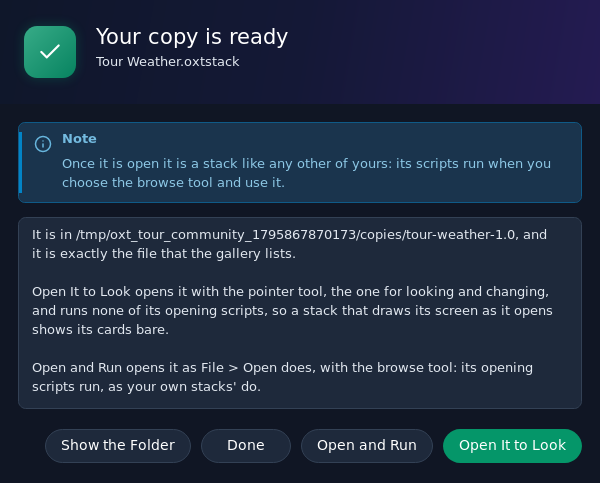 Your copy is ready
Tour Weather.oxtstack
Note
Once it is open it is a stack like any other of yours: its scripts run when you
choose the browse tool and use it.
It is in /tmp/oxt_tour_community_1795867870173/copies/tour-weather-1.0, and
it is exactly the file that the gallery lists.
Open It to Look opens it with the pointer tool, the one for looking and changing,
and runs none of its opening scripts, so a stack that draws its screen as it opens
shows its cards bare.
Open and Run opens it as File > Open does, with the browse tool: its opening
scripts run, as your own stacks' do.
Show the Folder
Done
Open and Run
Open It to Look